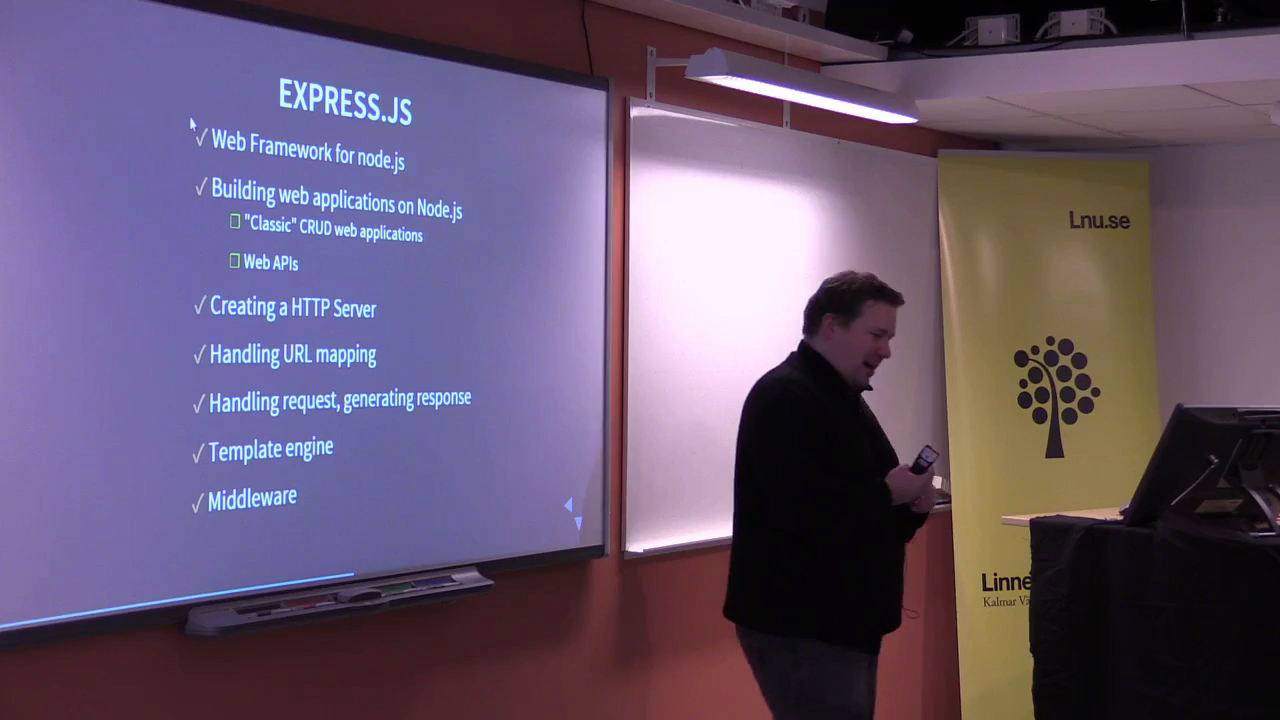 EXPRESS.JS
✓ Web Framework for node.js
✓ Building web applications on Node.js
"Classic" CRUD web applications
Web APIs
✓ Creating a HTTP Server
✓ Handling URL mapping
✓ Handling request, generating response
✓ Template engine
✓ Middleware
Lnu.se
Linne
Kalmar